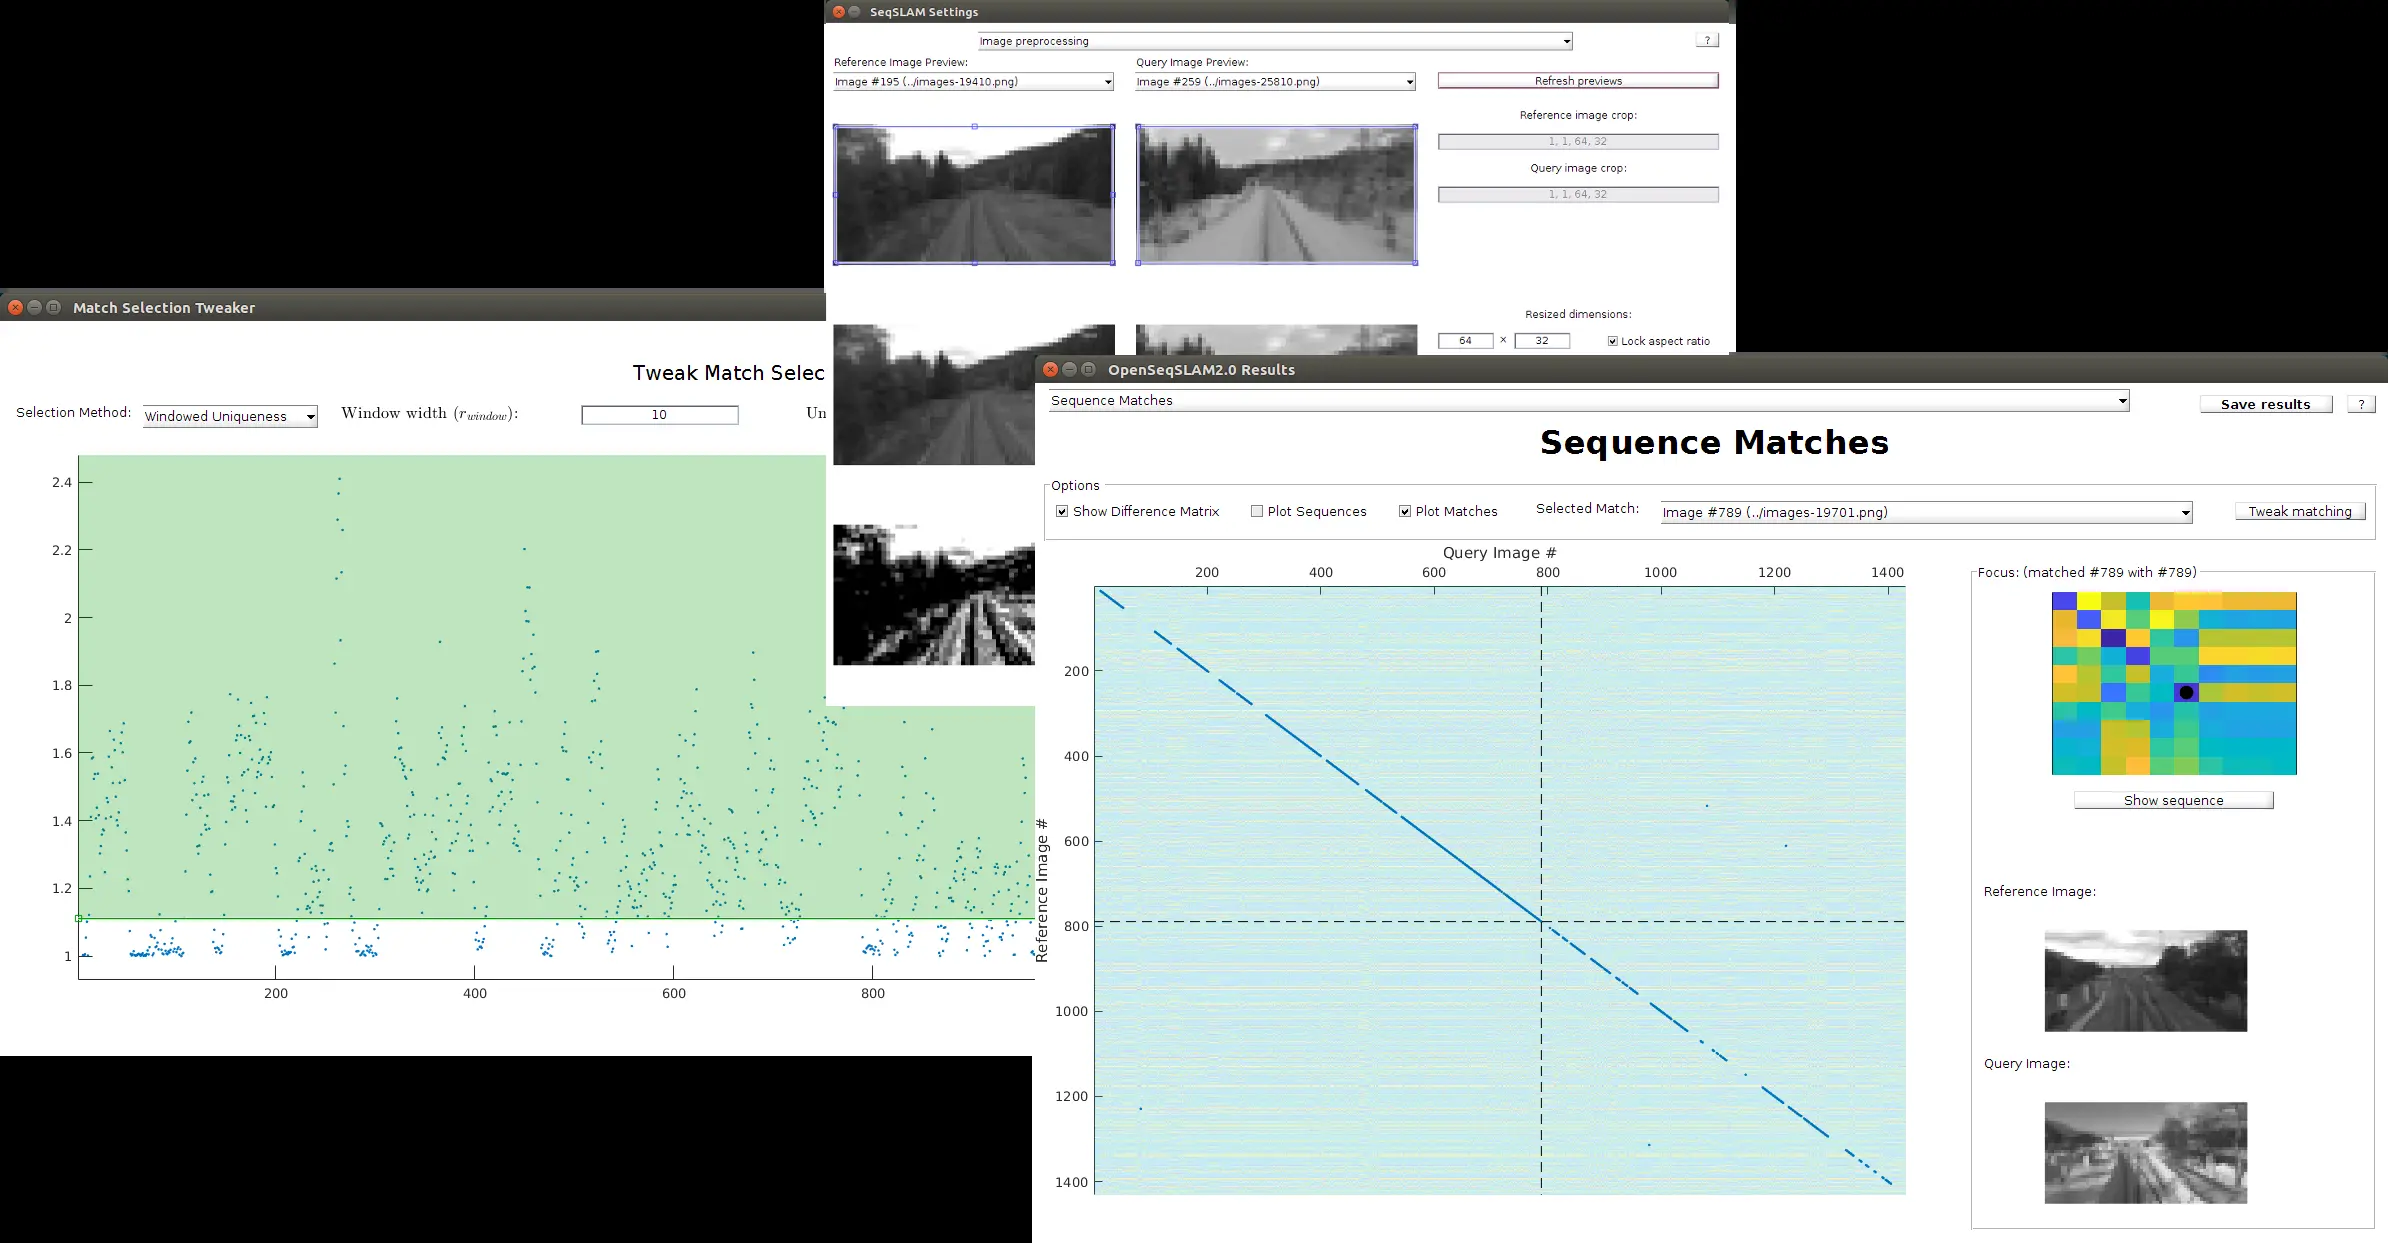 SeqSLAM Settings
Image preprocessing
?
Reference Image Preview:
Query Image Preview:
Image #195 (../images-19410.png)
Image #259 (../images-25810.png)
Refresh previews
Reference image crop:
1, 1, 64, 32
Query image crop:
1, 1, 64, 32
Resized dimensions:
64 × 32
Lock aspect ratio
Match Selection Tweaker
Tweak Match Selec
Selection Method:
Windowed Uniqueness
Window width (r_window):
10
Un
2.4
2.2
2
1.8
1.6
1.4
1.2
1
200 400 600 800
OpenSeqSLAM2.0 Results
Sequence Matches
Save results
?
Sequence Matches
Options
Show Difference Matrix
Plot Sequences
Plot Matches
Selected Match:
Image #789 (../images-19701.png)
Tweak matching
Query Image #
200 400 600 800 1000 1200 1400
Reference Image #
200
400
600
800
1000
1200
1400
Focus: (matched #789 with #789)
Show sequence
Reference Image:
Query Image: